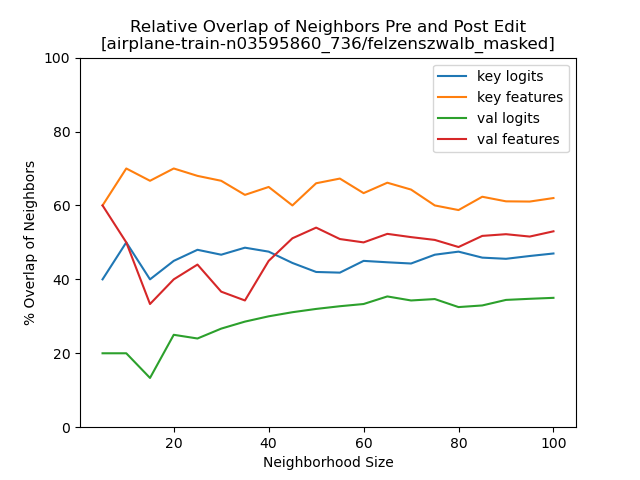 Relative Overlap of Neighbors Pre and Post Edit
[airplane-train-n03595860_736/felzenszwalb_masked]
100
80
60
40
20
0
% Overlap of Neighbors
key logits
key features
val logits
val features
20
40
60
80
100
Neighborhood Size